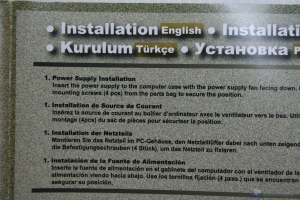 • Installation English • Installati
• Kurulum Türkçe • Установка Р
1. Power Supply Installation
Insert the power supply to the computer case with the power supply fan facing down.
mounting screws (4 pcs) from the parts bag to secure the position.
1. Installation de Source de Courant
Insérez la source de courant au boîtier d'ordinateur avec le ventilateur vers le bas.
montage (4pcs) du sac de pièces pour sécuriser la position.
1. Installation der Netzteils
Montieren Sie das Netzteil im PC-Gehäuse, den Netzteillüfter dabei nach unten zeigend
die Befestigungsschrauben (4 Stück), um das Netzteil zu fixieren.
1. Instalación de la Fuente de Alimentación
Inserte la fuente de alimentación en el gabinete del computador con el ventilador de
alimentación viendo hacia abajo. Use los tornillos fijación (4 pzas.) que se encuentran
asegurar su posición.